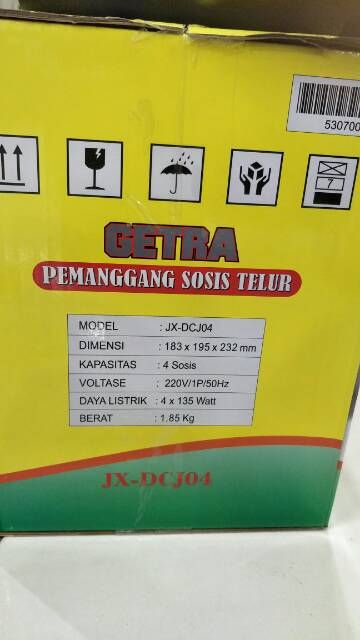 530700
7
GETRA
PEMANGGANG SOSIS TELUR
MODEL : JX-DCJ04
DIMENSI : 183 x 195 x 232 mm
KAPASITAS : 4 Sosis
VOLTASE : 220V/1P/50Hz
DAYA LISTRIK : 4 x 135 Watt
BERAT : 1.85 Kg
JX-DCJ04